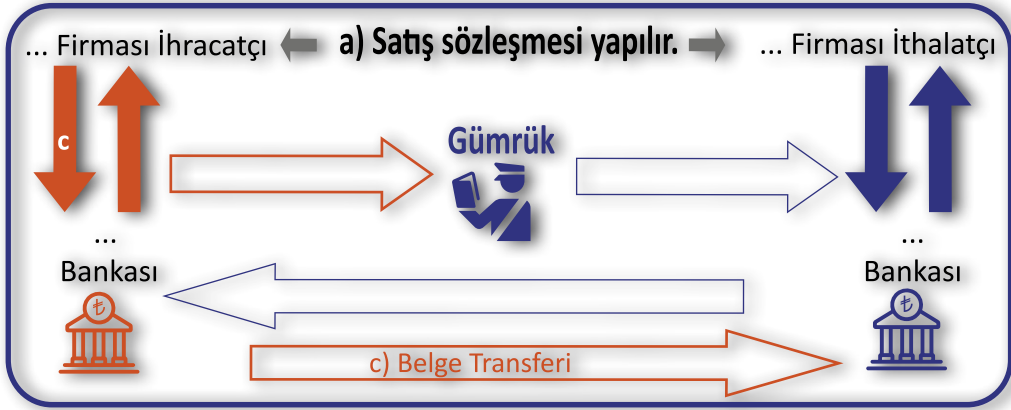 ... Firması İhracatçı
a) Satış sözleşmesi yapılır.
... Firması İthalatçı
c
Gümrük
...
Bankası
₺
...
Bankası
₺
c) Belge Transferi